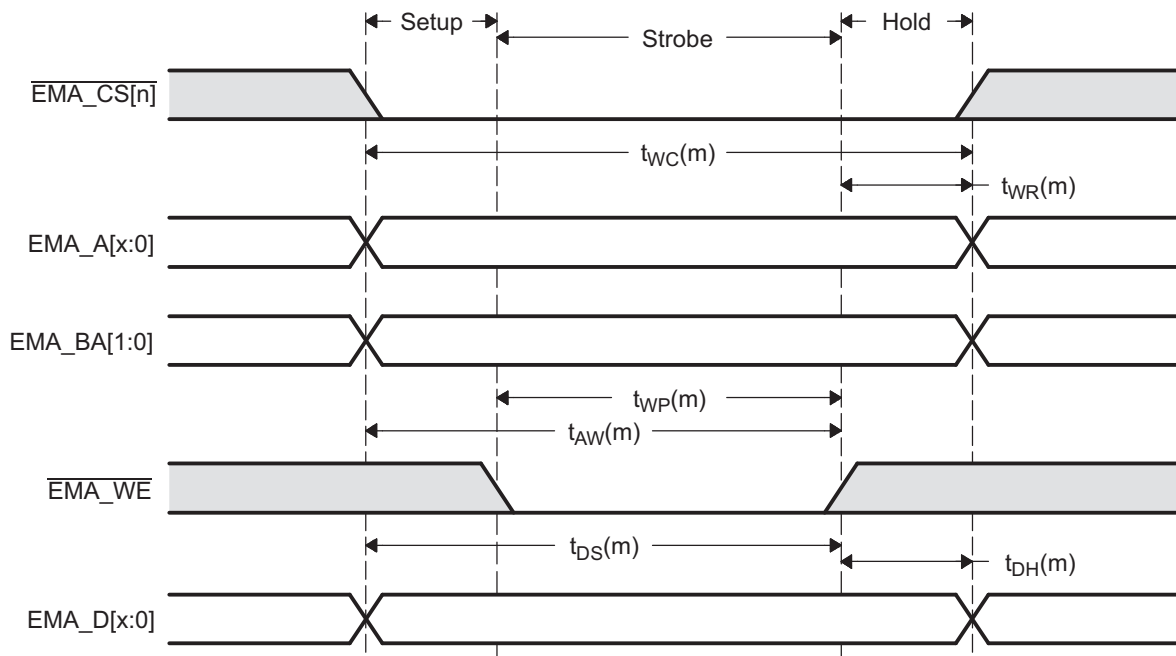 Setup
Hold
Strobe
EMA_CS[n]
tWC(m)
tWR(m)
EMA_A[x:0]
EMA_BA[1:0]
tWP(m)
tAW(m)
EMA_WE
tDS(m)
tDH(m)
EMA_D[x:0]